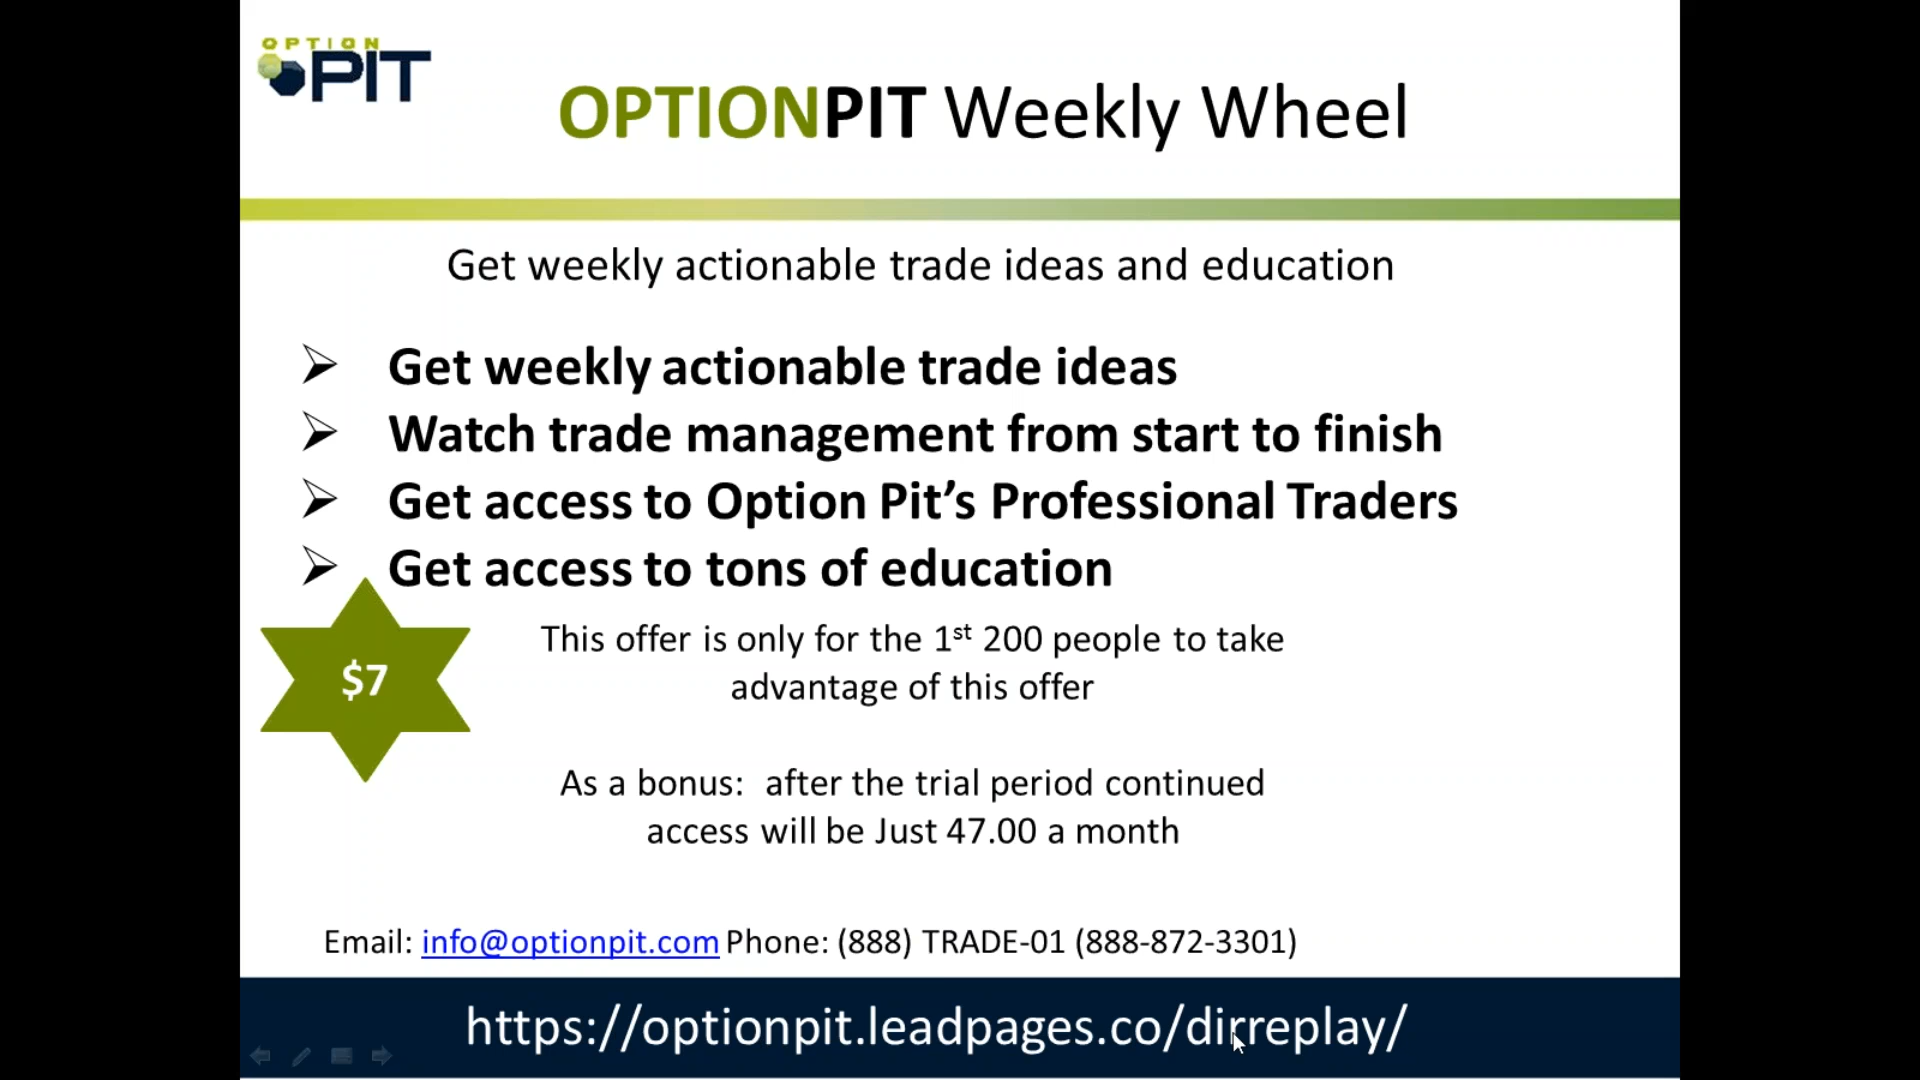 OPTION
PIT
OPTIONPIT Weekly Wheel
Get weekly actionable trade ideas and education
➢ Get weekly actionable trade ideas
➢ Watch trade management from start to finish
➢ Get access to Option Pit’s Professional Traders
➢ Get access to tons of education
$7
This offer is only for the 1st 200 people to take
advantage of this offer
As a bonus:  after the trial period continued
access will be Just 47.00 a month
Email: info@optionpit.com Phone: (888) TRADE-01 (888-872-3301)
https://optionpit.leadpages.co/dirreplay/